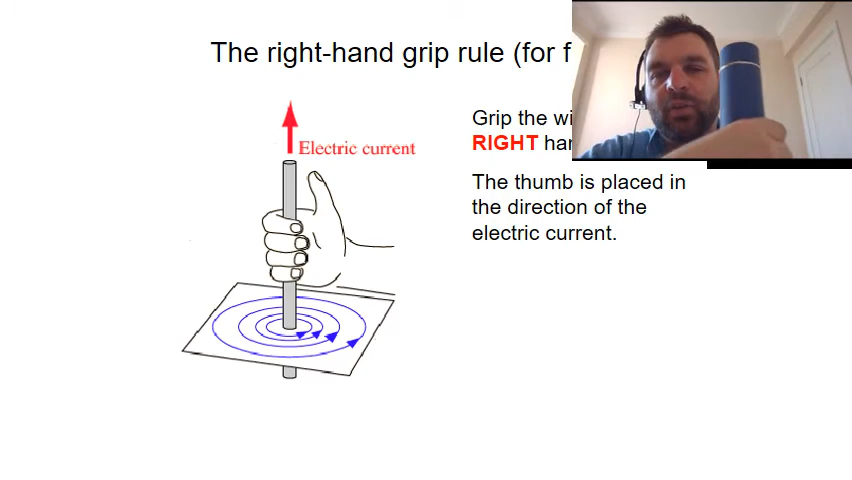 The right-hand grip rule (for f
Electric current
Grip the wi
RIGHT har
The thumb is placed in
the direction of the
electric current.